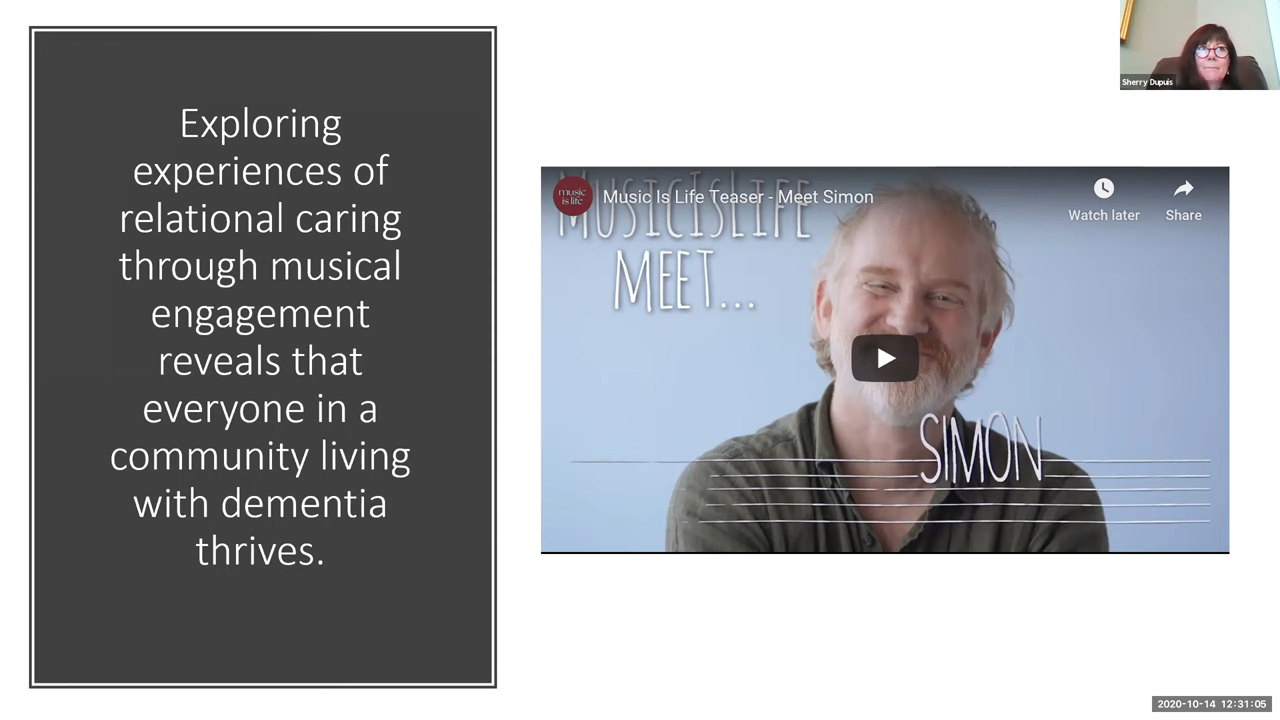 Exploring
experiences of
relational caring
through musical
engagement
reveals that
everyone in a
community living
with dementia
thrives.
Sherry Dupuis
music
is life
Music Is Life Teaser - Meet Simon
Watch later
Share
MUSICISLIFE
MEET...
SIMON
2020-10-14 12:31:05